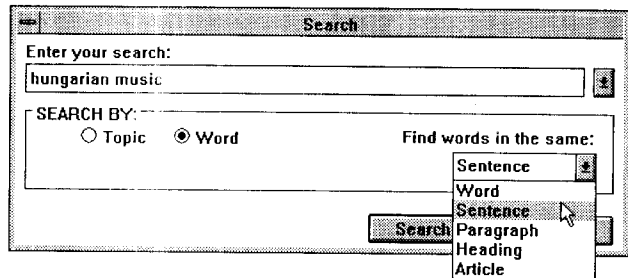 Search
Enter your search:
hungarian music
SEARCH BY:
Topic
Word
Find words in the same:
Sentence
Word
Sentence
Search
Paragraph
Heading
Article